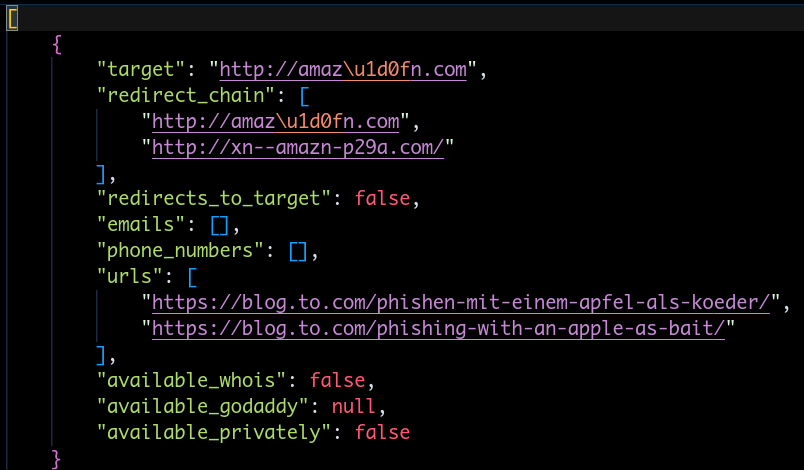 [
{
"target": "http://amaz\u1d0fn.com",
"redirect_chain": [
"http://amaz\u1d0fn.com",
"http://xn--amazn-p29a.com/"
],
"redirects_to_target": false,
"emails": [],
"phone_numbers": [],
"urls": [
"https://blog.to.com/phishen-mit-einem-apfel-als-koeder/",
"https://blog.to.com/phishing-with-an-apple-as-bait/"
],
"available_whois": false,
"available_godaddy": null,
"available_privately": false
}